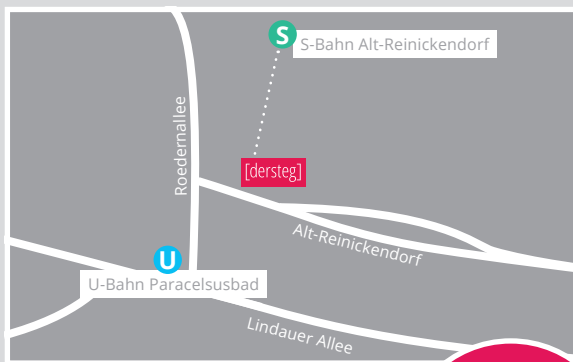 S
S-Bahn Alt-Reinickendorf
Roedernallee
[dersteg]
Alt-Reinickendorf
U
U-Bahn Paracelsusbad
Lindauer Allee